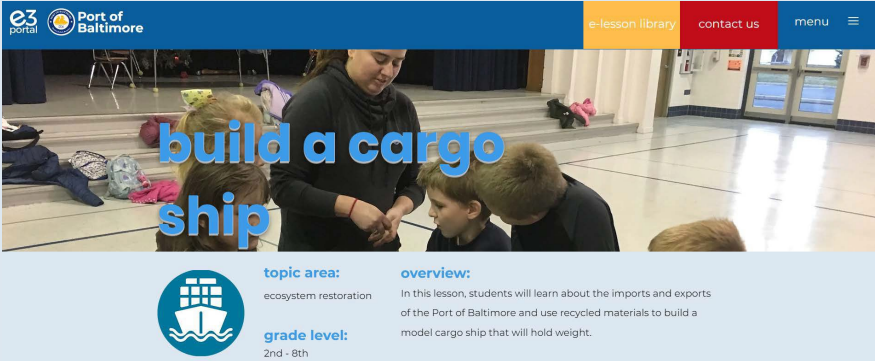 e3
portal
Port of
Baltimore
e-lesson library
contact us
menu
build a cargo
ship
topic area:
ecosystem restoration
grade level:
2nd - 8th
overview:
In this lesson, students will learn about the imports and exports
of the Port of Baltimore and use recycled materials to build a
model cargo ship that will hold weight.